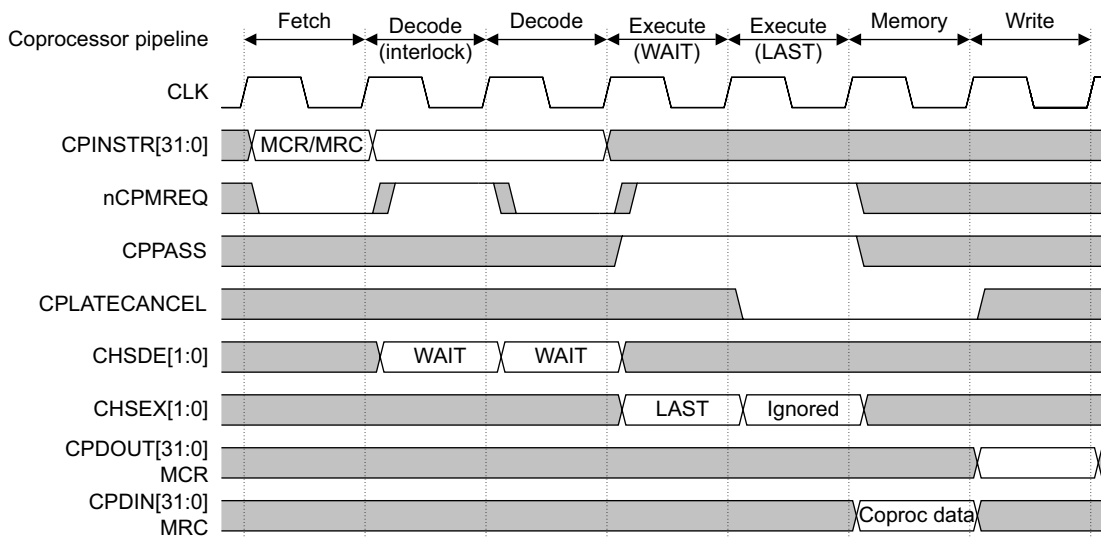 Coprocessor pipeline
Fetch
Decode
(interlock)
Decode
Execute
(WAIT)
Execute
(LAST)
Memory
Write
CLK
CPINSTR[31:0]
MCR/MRC
nCPMREQ
CPPASS
CPLATECANCEL
CHSDE[1:0]
WAIT
WAIT
CHSEX[1:0]
LAST
Ignored
CPDOUT[31:0]
MCR
CPDIN[31:0]
MRC
Coproc data